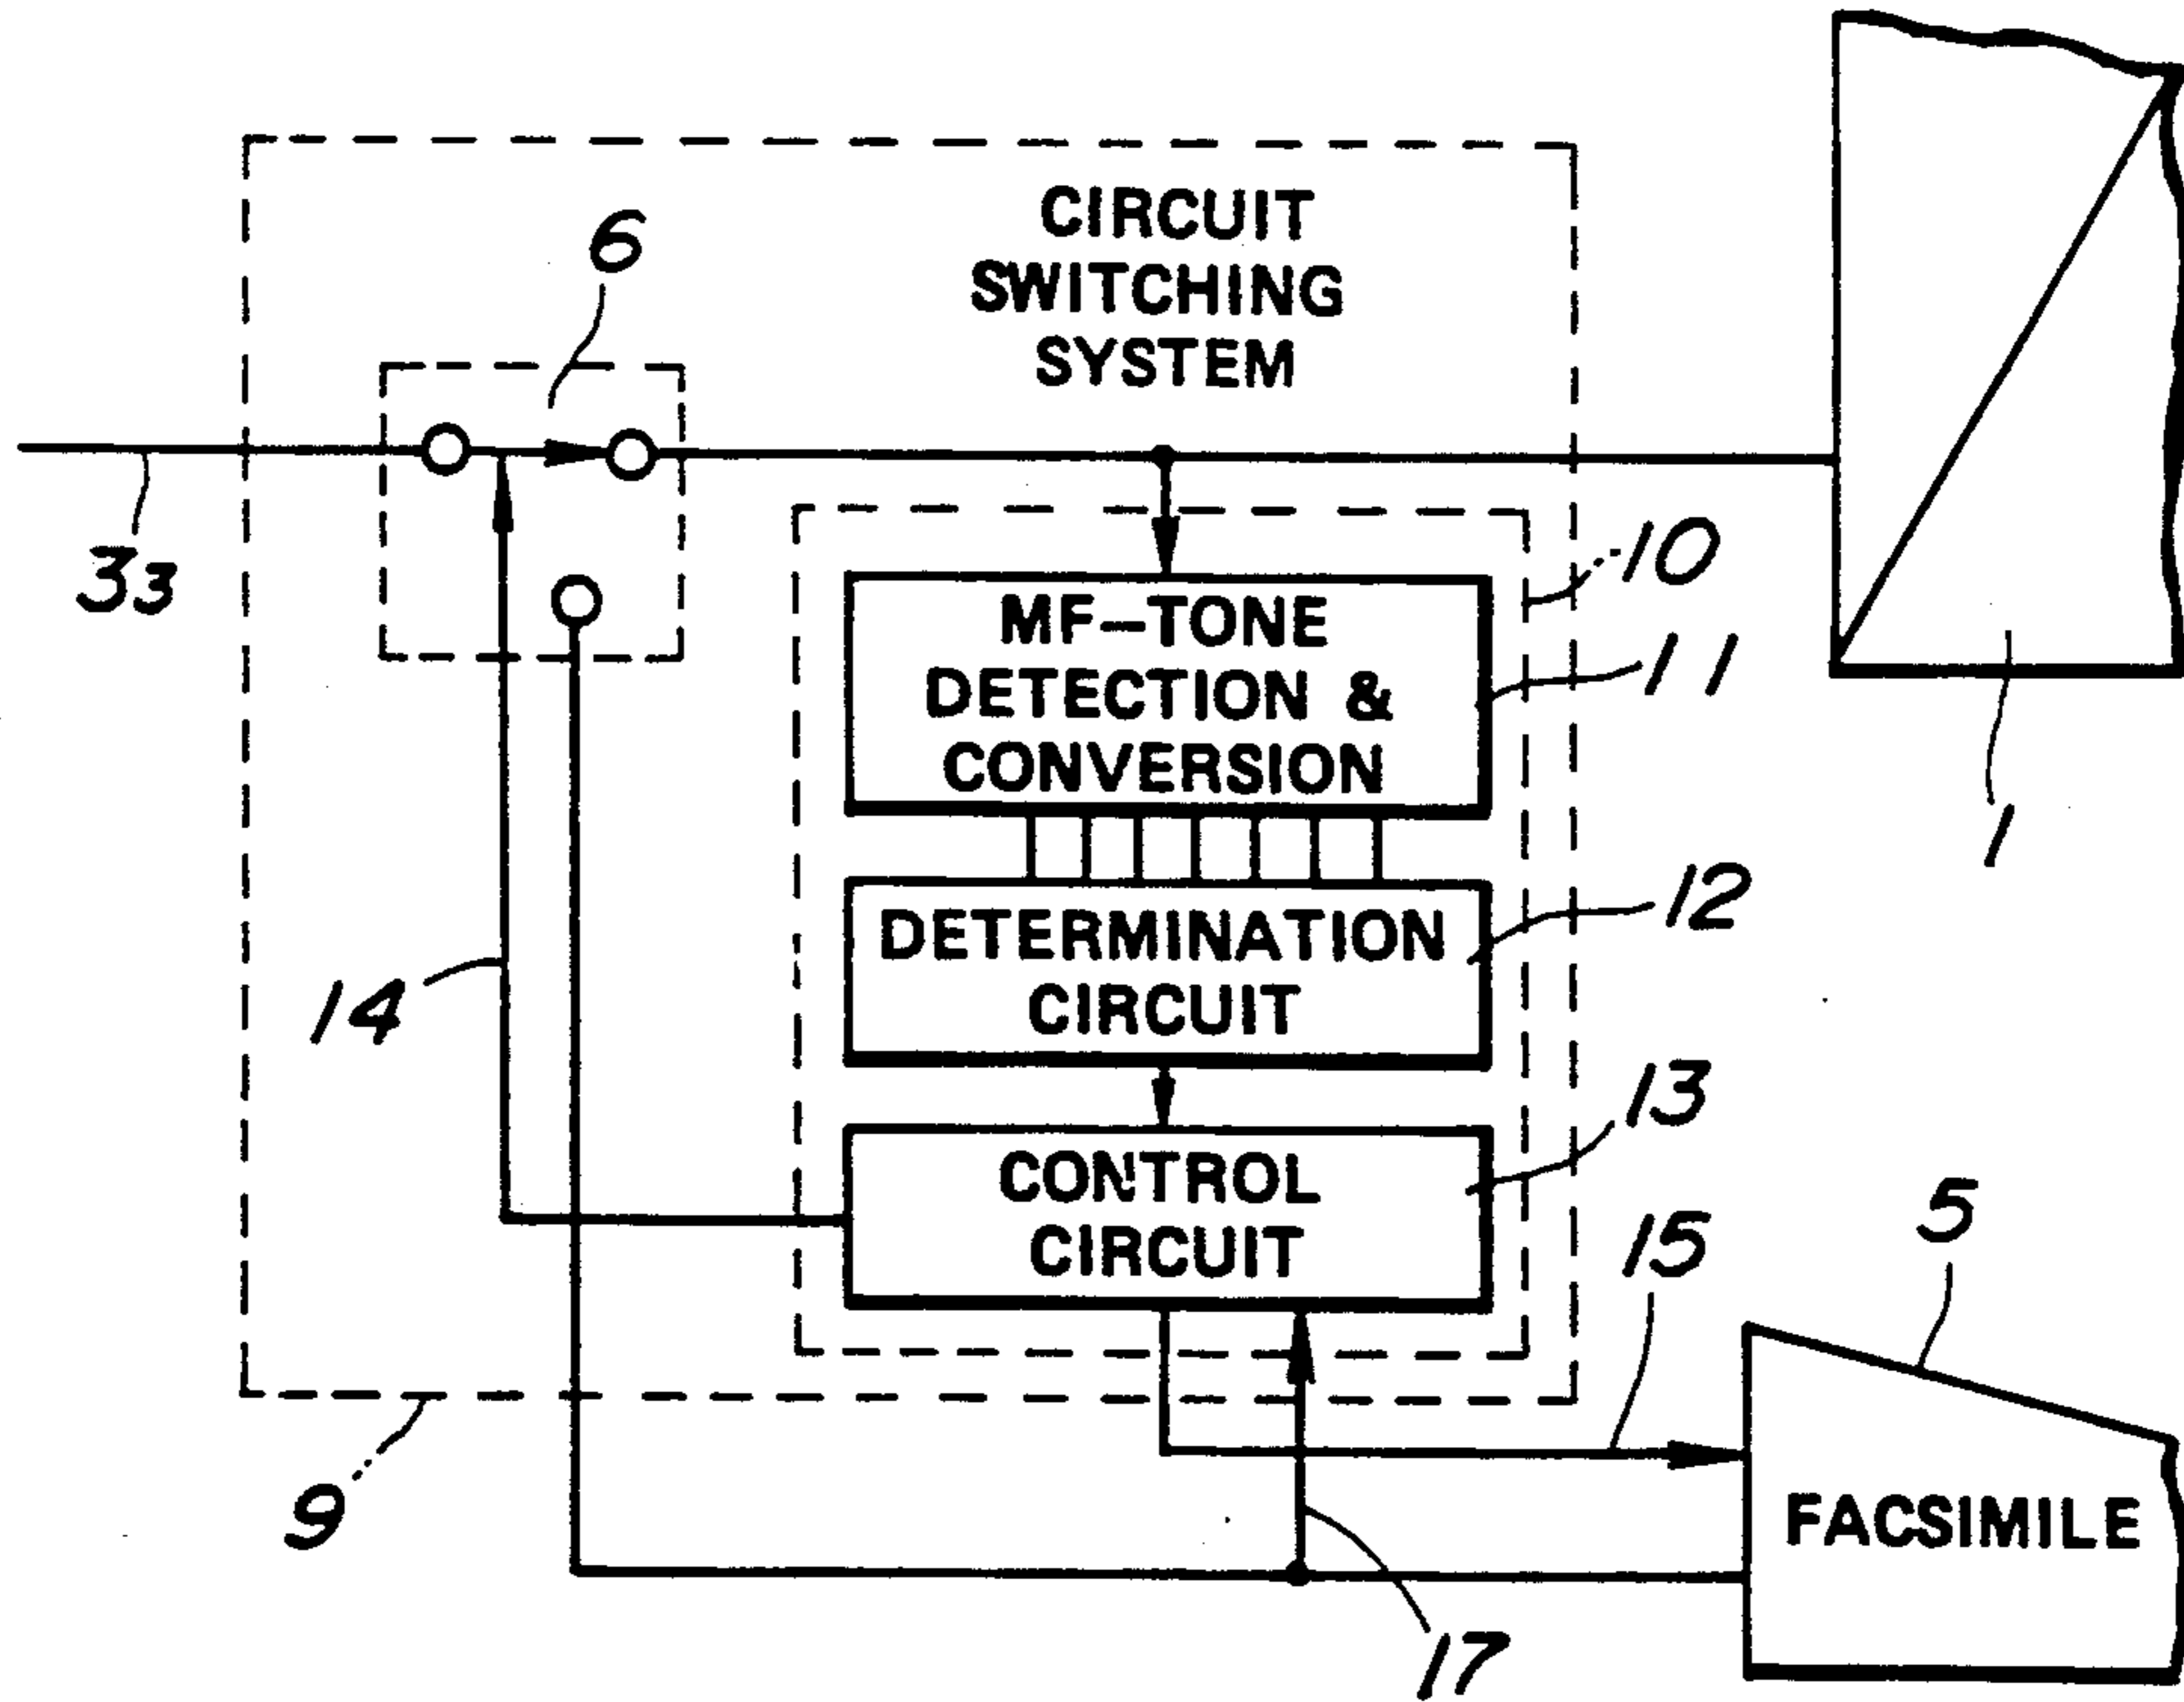 CIRCUIT
SWITCHING
SYSTEM
6
33
10
MF-TONE
DETECTION &
CONVERSION
11
1
12
DETERMINATION
CIRCUIT
14
13
CONTROL
CIRCUIT
15
5
9
FACSIMILE
17